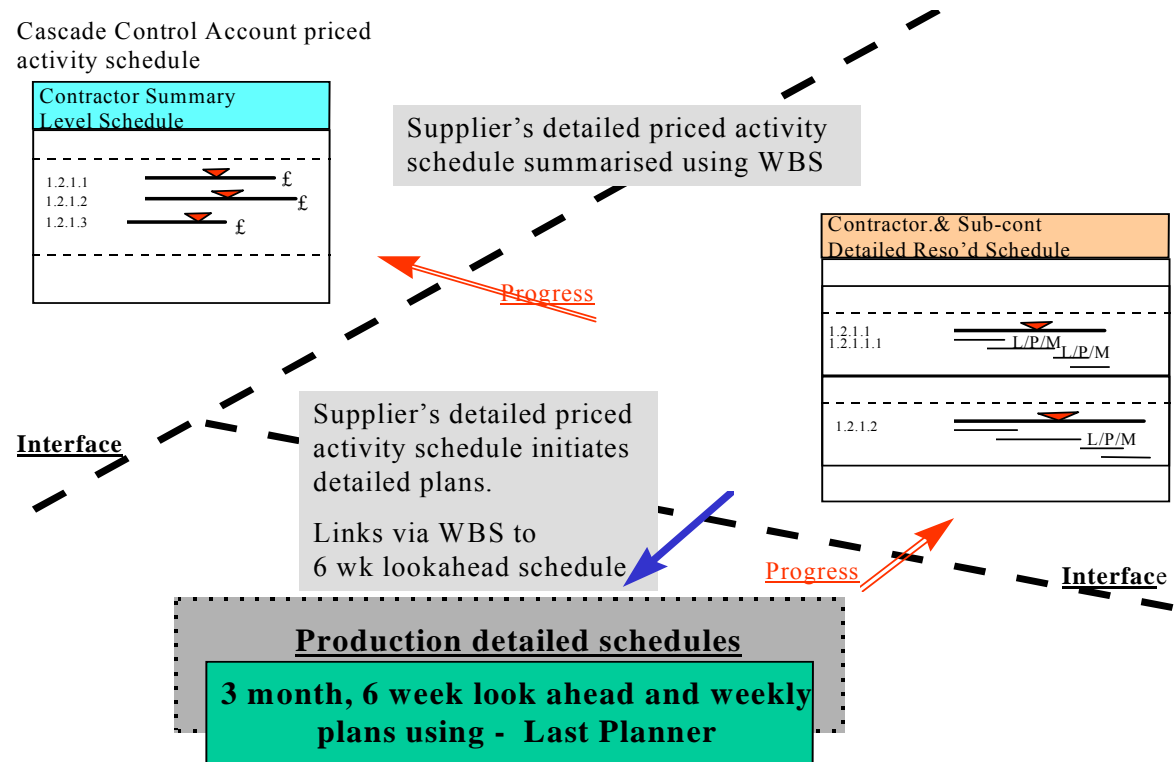 Cascade Control Account priced
activity schedule
Contractor Summary
Level Schedule
1.2.1.1
£
1.2.1.2
£
1.2.1.3
£
Supplier’s detailed priced activity
schedule summarised using WBS
Progress
Contractor.& Sub-cont
Detailed Reso’d Schedule
1.2.1.1
1.2.1.1.1
L/P/M
L/P/M
1.2.1.2
L/P/M
Interface
Supplier’s detailed priced
activity schedule initiates
detailed plans.
Links via WBS to
6 wk lookahead schedule
Progress
Interface
Production detailed schedules
3 month, 6 week look ahead and weekly
plans using - Last Planner